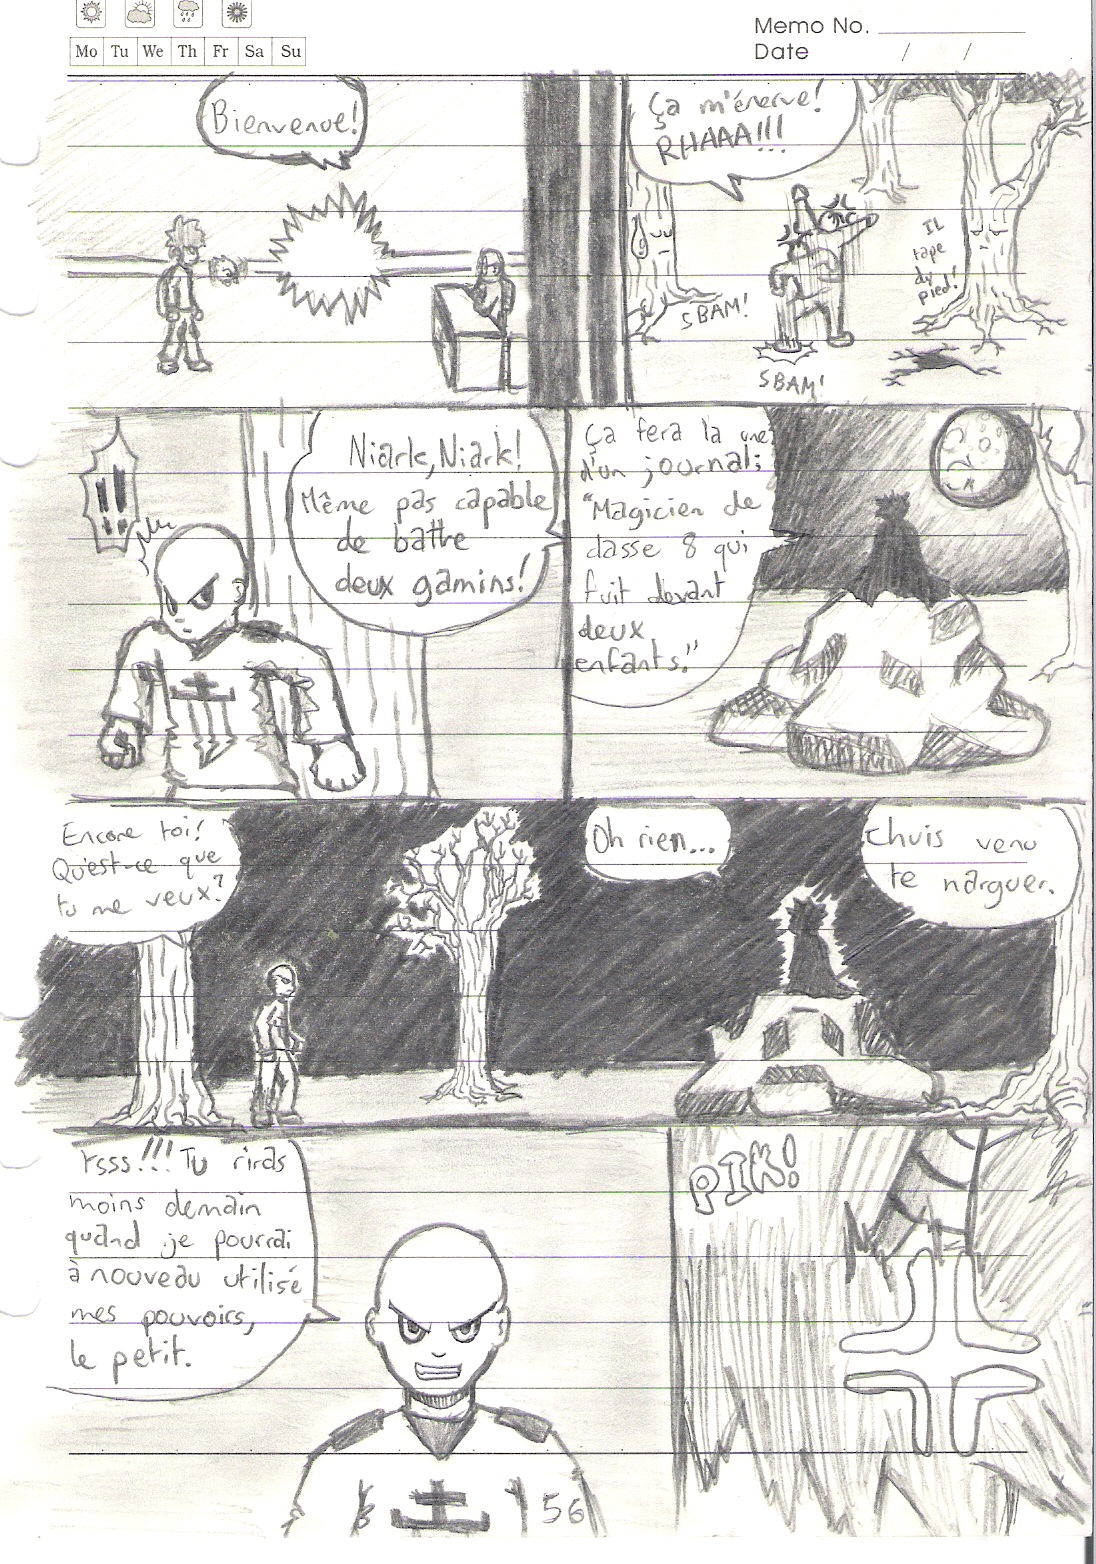 Memo No.
Mo Tu We Th Fr Sa Su
Date / /
Bienvenue!
Ça m'énerve!
RHAAA!!!
IL
tape
du
pied!
SBAM!
SBAM!
!!
Niark, Niark!
Même pas capable
de battre
deux gamins!
Ça fera la une
d'un journal;
"Magicien de
classe 8 qui
fuit devant
deux
enfants."
Encore toi!
Qu'est-ce que
tu me veux?
Oh rien...
Chuis venu
te narguer.
rsss!!! Tu riras
moins demain
quand je pourrai
à nouveau utilisé
mes pouvoirs,
le petit.
PIK!
土
土
56